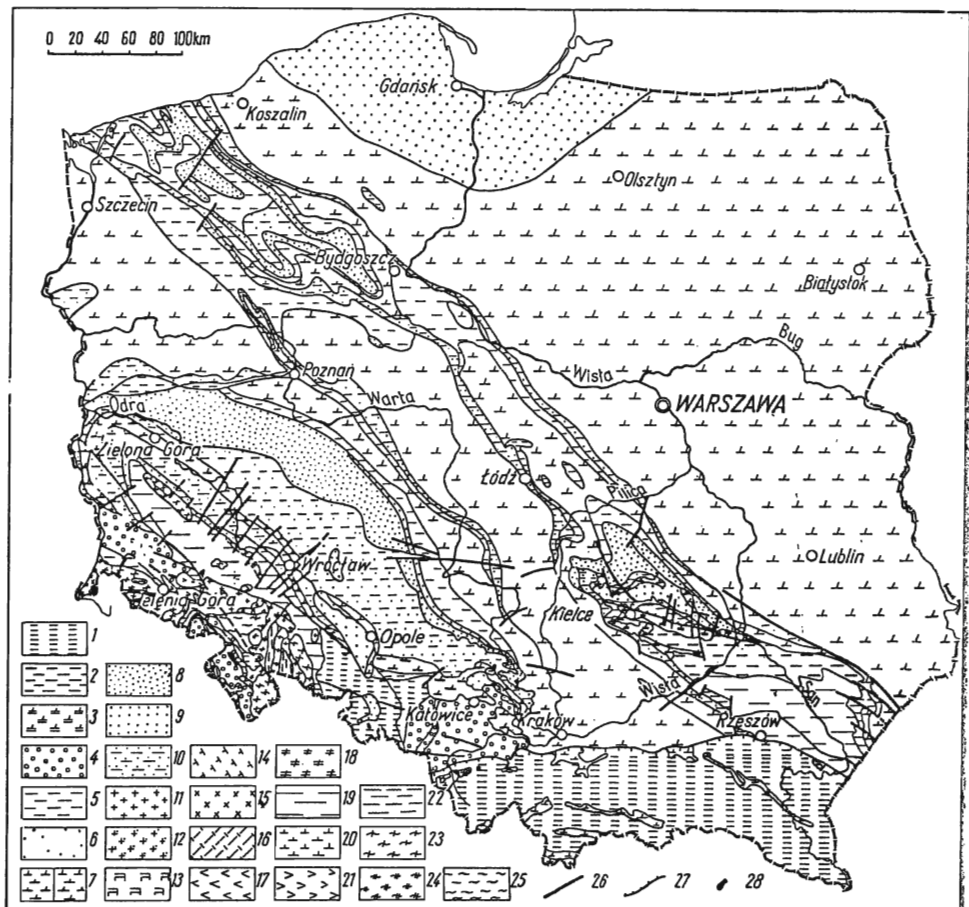 0 20 40 60 80 100km
Gdańsk
Koszalin
Olsztyn
Szczecin
Bydgoszcz
Białystok
Bug
Wisła
Poznań
Warta
WARSZAWA
Odra
Zielona Góra
Łódź
Pilica
Lublin
Wrocław
Jelenia Góra
Kielce
Opole
Wisła
San
Katowice
Kraków
Rzeszów
1
2 8
3 9
4 10 14 18
5 11 15 19 22
6 12 16 20 23
7 13 17 21 24 25 26 27 28